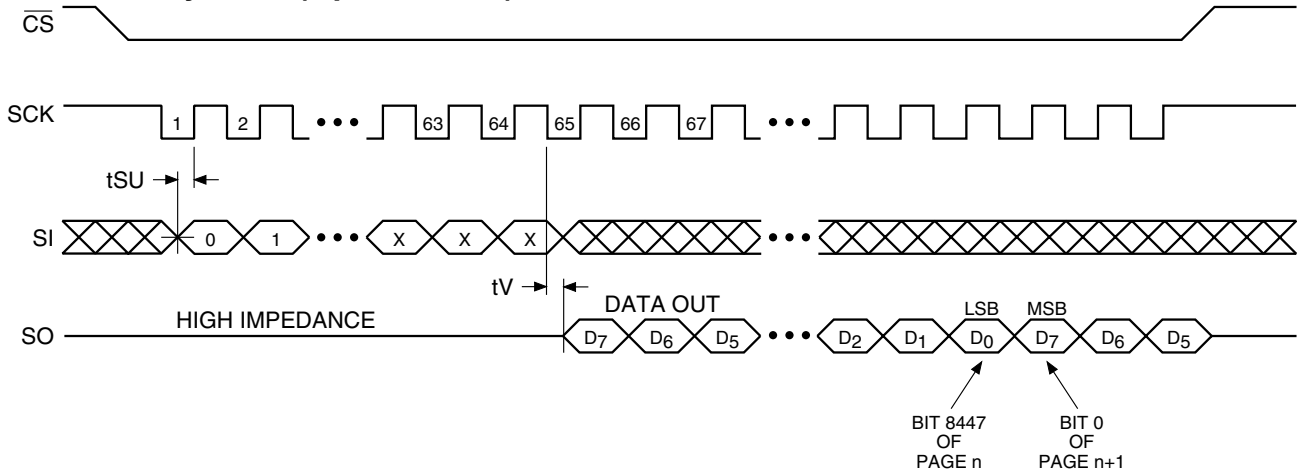 CS
SCK 1 2 ••• 63 64 65 66 67 •••
tSU
SI 0 1 ••• X X X •••
tV DATA OUT
HIGH IMPEDANCE LSB MSB
SO D7 D6 D5 ••• D2 D1 D0 D7 D6 D5
BIT 8447 BIT 0
OF OF
PAGE n PAGE n+1